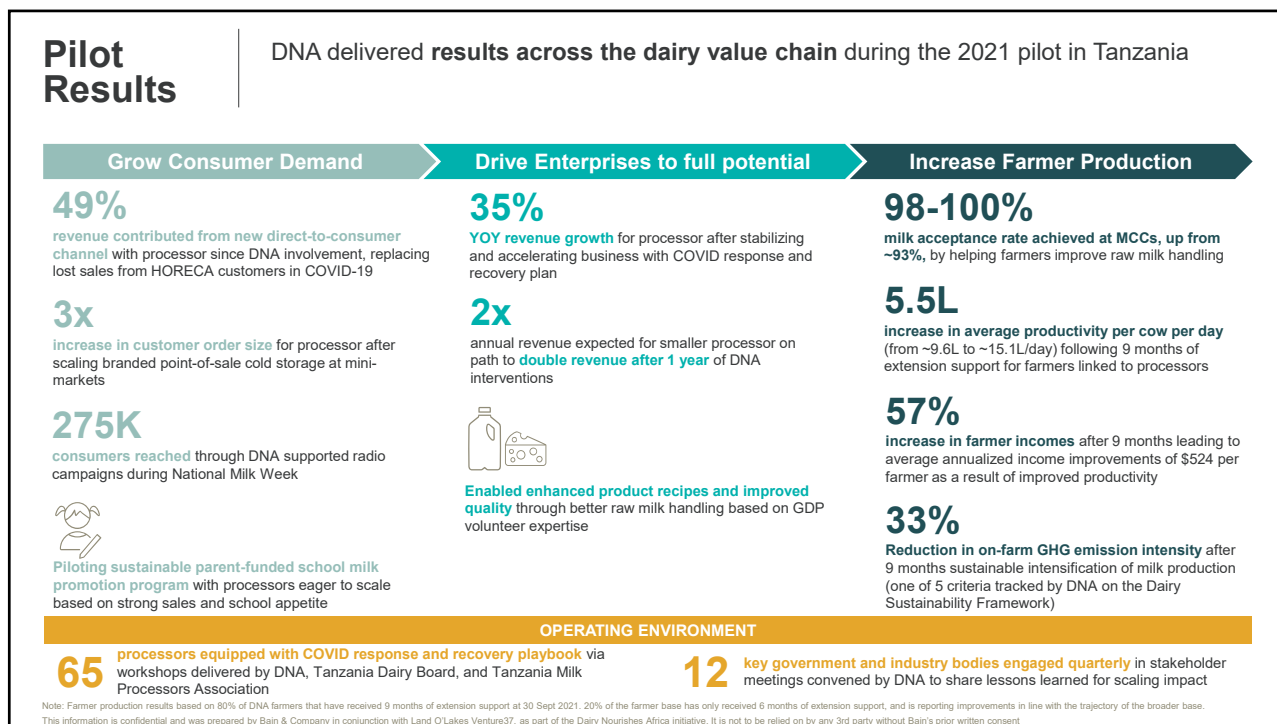 Pilot
Results
DNA delivered results across the dairy value chain during the 2021 pilot in Tanzania
Grow Consumer Demand
49%
revenue contributed from new direct-to-consumer
channel with processor since DNA involvement, replacing
lost sales from HORECA customers in COVID-19
3x
increase in customer order size for processor after
scaling branded point-of-sale cold storage at mini-
markets
275K
consumers reached through DNA supported radio
campaigns during National Milk Week
Piloting sustainable parent-funded school milk
promotion program with processors eager to scale
based on strong sales and school appetite
Drive Enterprises to full potential
35%
YOY revenue growth for processor after stabilizing
and accelerating business with COVID response and
recovery plan
2x
annual revenue expected for smaller processor on
path to double revenue after 1 year of DNA
interventions
Enabled enhanced product recipes and improved
quality through better raw milk handling based on GDP
volunteer expertise
Increase Farmer Production
98-100%
milk acceptance rate achieved at MCCs, up from
~93%, by helping farmers improve raw milk handling
5.5L
increase in average productivity per cow per day
(from ~9.6L to ~15.1L/day) following 9 months of
extension support for farmers linked to processors
57%
increase in farmer incomes after 9 months leading to
average annualized income improvements of $524 per
farmer as a result of improved productivity
33%
Reduction in on-farm GHG emission intensity after
9 months sustainable intensification of milk production
(one of 5 criteria tracked by DNA on the Dairy
Sustainability Framework)
OPERATING ENVIRONMENT
65
processors equipped with COVID response and recovery playbook via
workshops delivered by DNA, Tanzania Dairy Board, and Tanzania Milk
Processors Association
12
key government and industry bodies engaged quarterly in stakeholder
meetings convened by DNA to share lessons learned for scaling impact
Note: Farmer production results based on 80% of DNA farmers that have received 9 months of extension support at 30 Sept 2021. 20% of the farmer base has only received 6 months of extension support, and is reporting improvements in line with the trajectory of the broader base.
This information is confidential and was prepared by Bain & Company in conjunction with Land O'Lakes Venture37, as part of the Dairy Nourishes Africa initiative. It is not to be relied on by any 3rd party without Bain's prior written consent